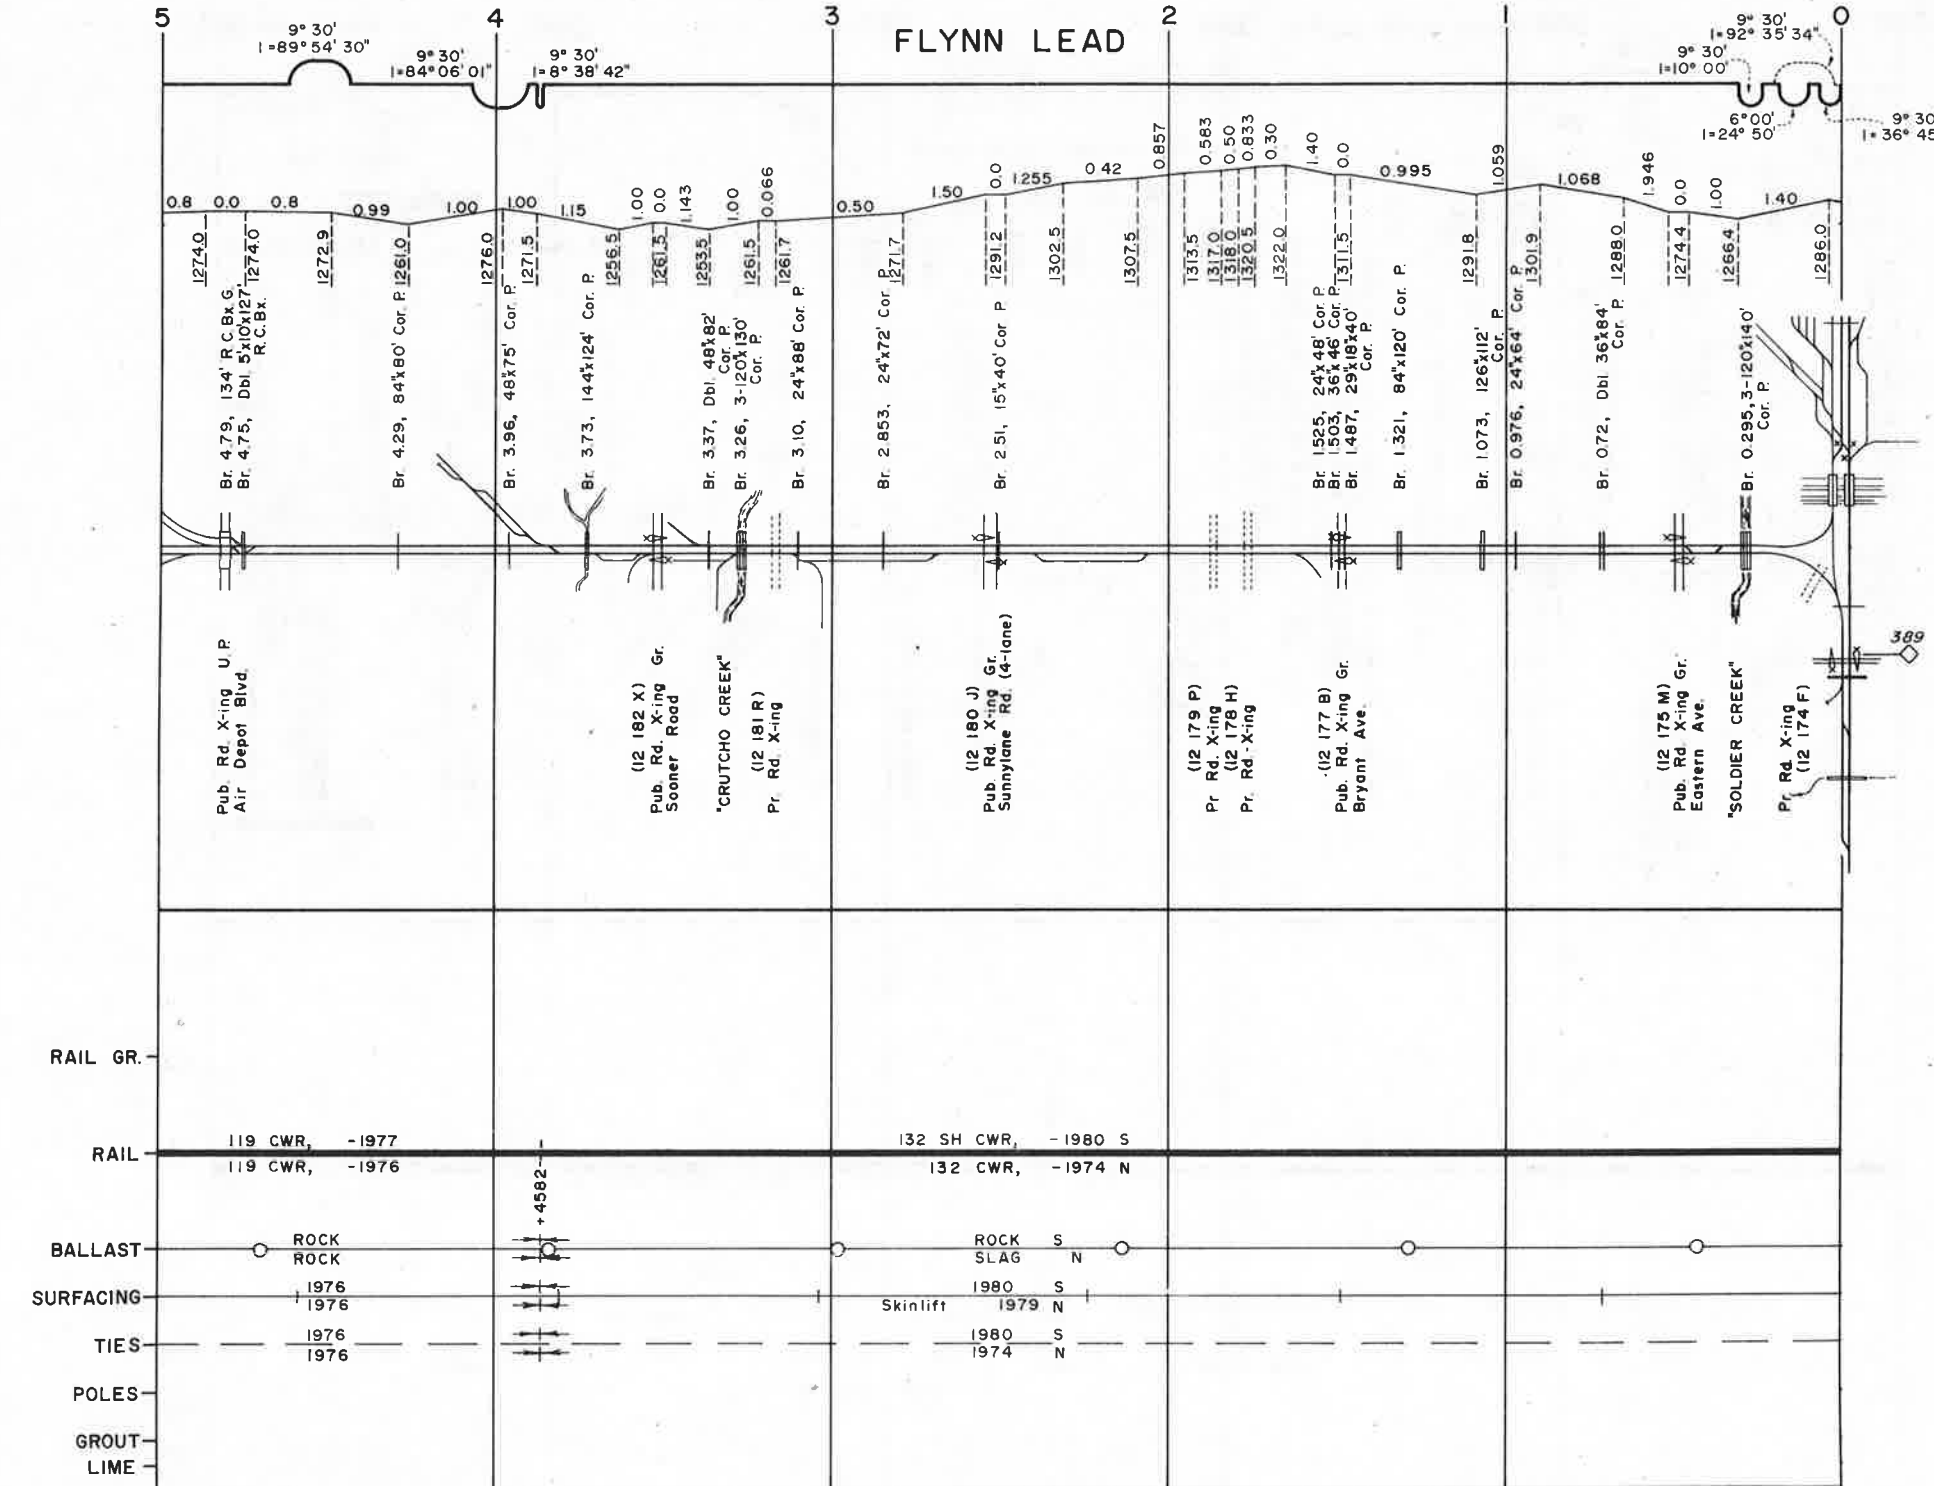 5 4 3 2 1 0
FLYNN LEAD
9° 30'
I=89° 54' 30"
9° 30'
I=84° 06' 01"
9° 30'
I=8° 38' 42"
9° 30'
I=10° 00'
9° 30'
I=92° 35' 34"
6° 00'
I=24° 50'
9° 30
I=36° 45
0.8 0.0 0.8 0.99 1.00 1.00 1.15 1.00 0.0 1.143 1.00 0.066 0.50 1.50 0.0 1.255 0.42 0.857 0.583 0.50 0.833 0.30 1.40 0.0 0.995 1.059 1.068 1.946 0.0 1.00 1.40
1274.0 1274.0 1272.9 1261.0 1276.0 1271.5 1256.5 1261.5 1253.5 1261.5 1261.7 1271.7 1291.2 1302.5 1307.5 1313.5 1317.0 1318.0 1320.5 1322.0 1311.5 1291.8 1301.9 1288.0 1274.4 1266.4 1286.0
Br. 4.79, 134' R.C. Bx. G.
Br. 4.75, Dbl. 5'x10'x127'
R.C. Bx.
Br. 4.29, 84"x80' Cor. P.
Br. 3.96, 48"x75' Cor. P.
Br. 3.73, 144"x124' Cor. P.
Br. 3.37, Dbl. 48"x82'
Cor. P.
Br. 3.26, 3-120"x130'
Cor. P.
Br. 3.10, 24"x88' Cor. P.
Br. 2.853, 24"x72' Cor. P.
Br. 2.51, 15"x40' Cor P.
Br. 1.525, 24"x48' Cor. P.
Br. 1.503, 36"x46' Cor. P.
Br. 1.487, 29"x18"x40'
Cor. P.
Br. 1.321, 84"x120' Cor. P.
Br. 1.073, 126"x112'
Cor. P.
Br. 0.976, 24"x64' Cor. P.
Br. 0.72, Dbl. 36"x84'
Cor. P.
Br. 0.295, 3-120"x140'
Cor. P.
389
Pub. Rd. X-ing U.P.
Air Depot Blvd.
(12 182 X)
Pub. Rd. X-ing Gr.
Sooner Road
"CRUTCHO CREEK"
(12 181 R)
Pr. Rd. X-ing
(12 180 J)
Pub. Rd. X-ing Gr.
Sunnylane Rd. (4-lane)
(12 179 P)
Pr Rd. X-ing
(12 178 H)
Pr. Rd. X-ing
(12 177 B)
Pub. Rd. X-ing Gr.
Bryant Ave.
(12 175 M)
Pub. Rd. X-ing Gr.
Eastern Ave.
"SOLDIER CREEK"
Pr. Rd. X-ing
(12 174 F)
RAIL GR.
119 CWR, -1977 132 SH CWR, -1980 S
RAIL
119 CWR, -1976 132 CWR, -1974 N
+4582
ROCK ROCK S
BALLAST
ROCK SLAG N
1976 1980 S
SURFACING
1976 Skinlift 1979 N
1976 1980 S
TIES
1976 1974 N
POLES
GROUT
LIME